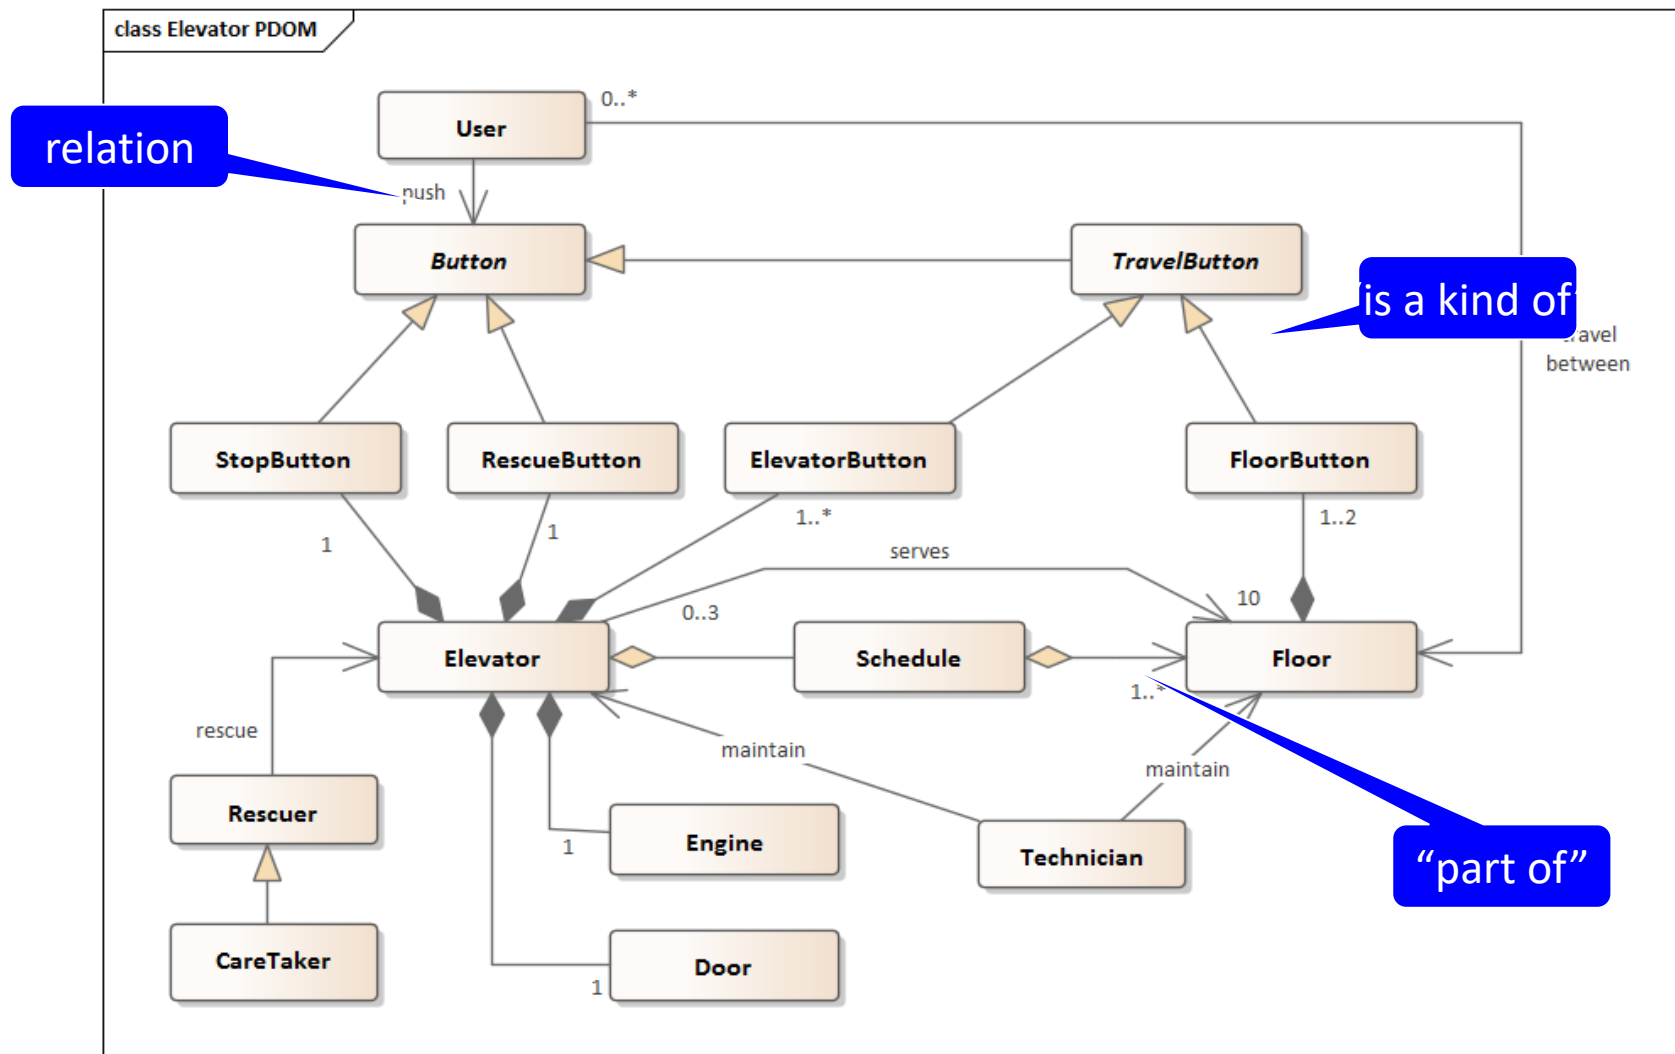 class Elevator PDOM
0..*
User
relation
push
Button
TravelButton
is a kind of
travel
between
StopButton
RescueButton
ElevatorButton
FloorButton
1
1
1..*
1..2
serves
0..3
10
Elevator
Schedule
Floor
1..*
rescue
maintain
maintain
Rescuer
Engine
1
Technician
“part of”
CareTaker
Door
1